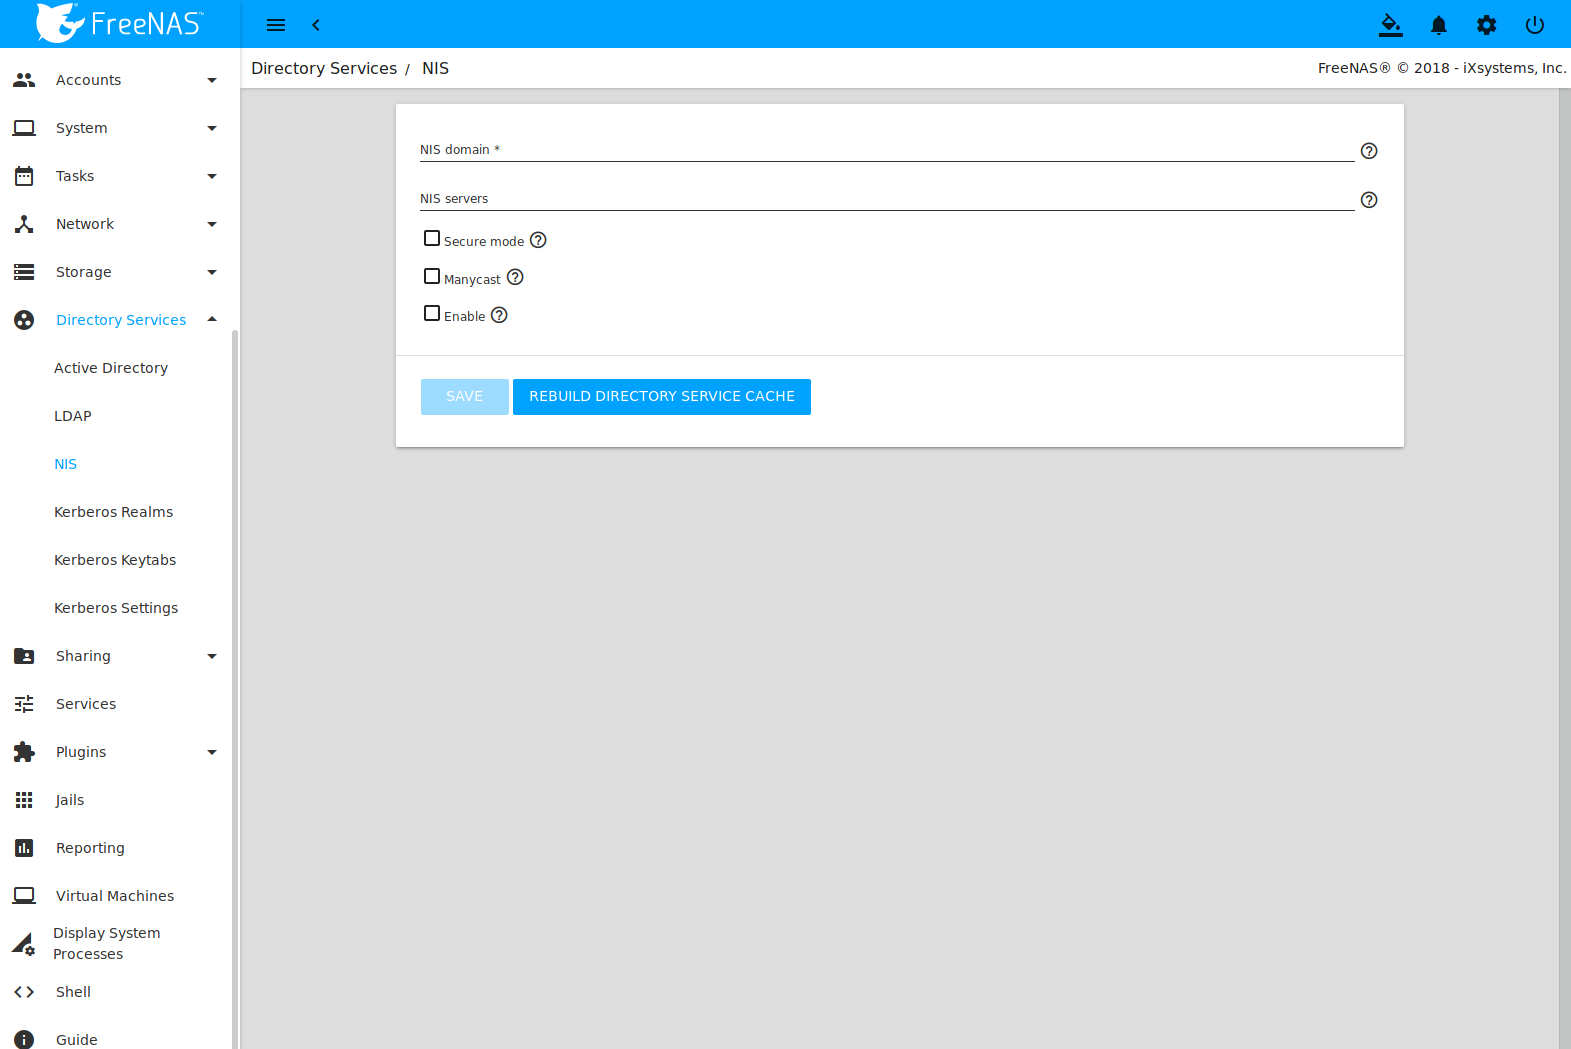 FreeNAS™
Directory Services / NIS
FreeNAS® © 2018 - iXsystems, Inc.
Accounts
System
Tasks
Network
Storage
Directory Services
Active Directory
LDAP
NIS
Kerberos Realms
Kerberos Keytabs
Kerberos Settings
Sharing
Services
Plugins
Jails
Reporting
Virtual Machines
Display System
Processes
Shell
Guide
NIS domain *
NIS servers
Secure mode
Manycast
Enable
SAVE
REBUILD DIRECTORY SERVICE CACHE